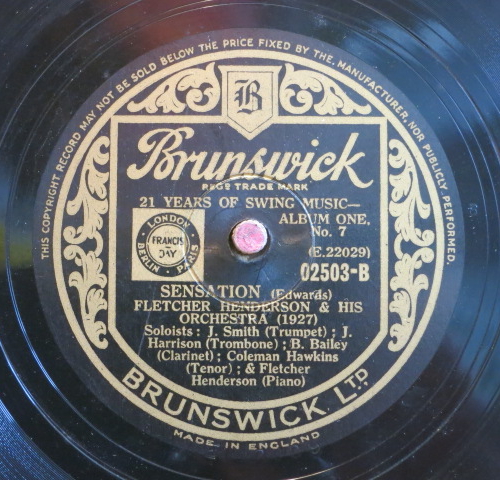 THIS COPYRIGHT RECORD MAY NOT BE SOLD BELOW THE PRICE FIXED BY THE MANUFACTURER, NOR PUBLICLY PERFORMED.
B
Brunswick
REGD TRADE MARK
21 YEARS OF SWING MUSIC—
ALBUM ONE,
No. 7
LONDON
FRANCIS
DAY
BERLIN - PARIS
(E.22029)
02503-B
SENSATION (Edwards)
FLETCHER HENDERSON & HIS
ORCHESTRA (1927)
Soloists: J. Smith (Trumpet); J.
Harrison (Trombone); B. Bailey
(Clarinet); Coleman Hawkins
(Tenor); & Fletcher
Henderson (Piano)
BRUNSWICK LTD
MADE IN ENGLAND